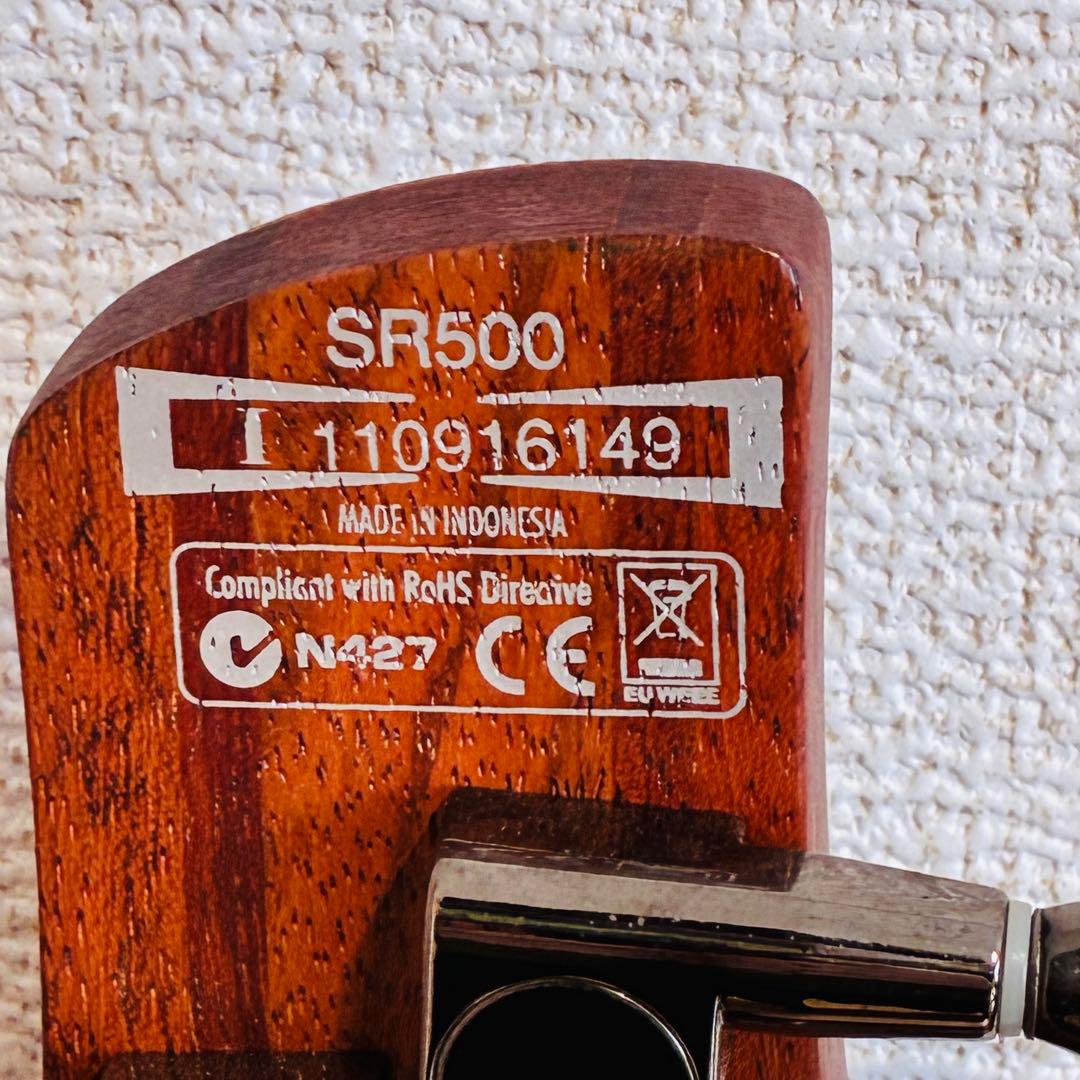 SR500
I 110916149
MADE IN INDONESIA
Compliant with RoHS Directive
N427 CE
EU WEEE